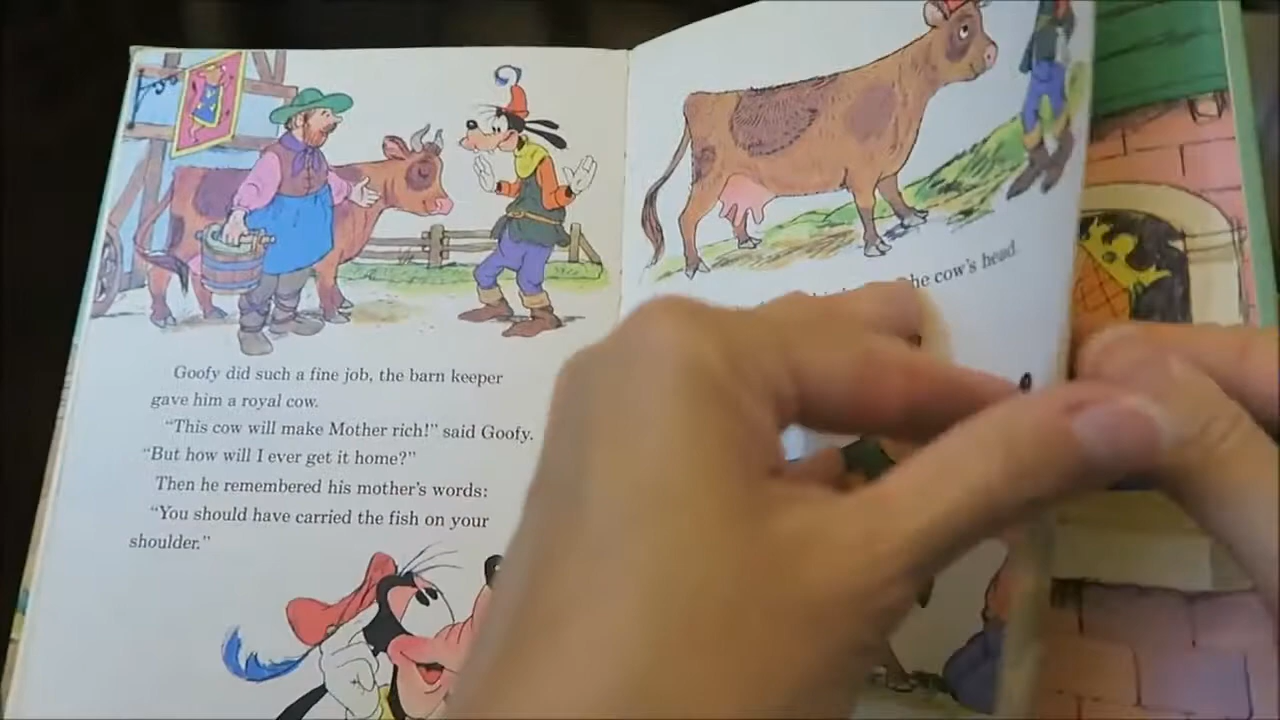 Goofy did such a fine job, the barn keeper
gave him a royal cow.
"This cow will make Mother rich!" said Goofy.
"But how will I ever get it home?"
Then he remembered his mother's words:
"You should have carried the fish on your
shoulder."
cow's head.